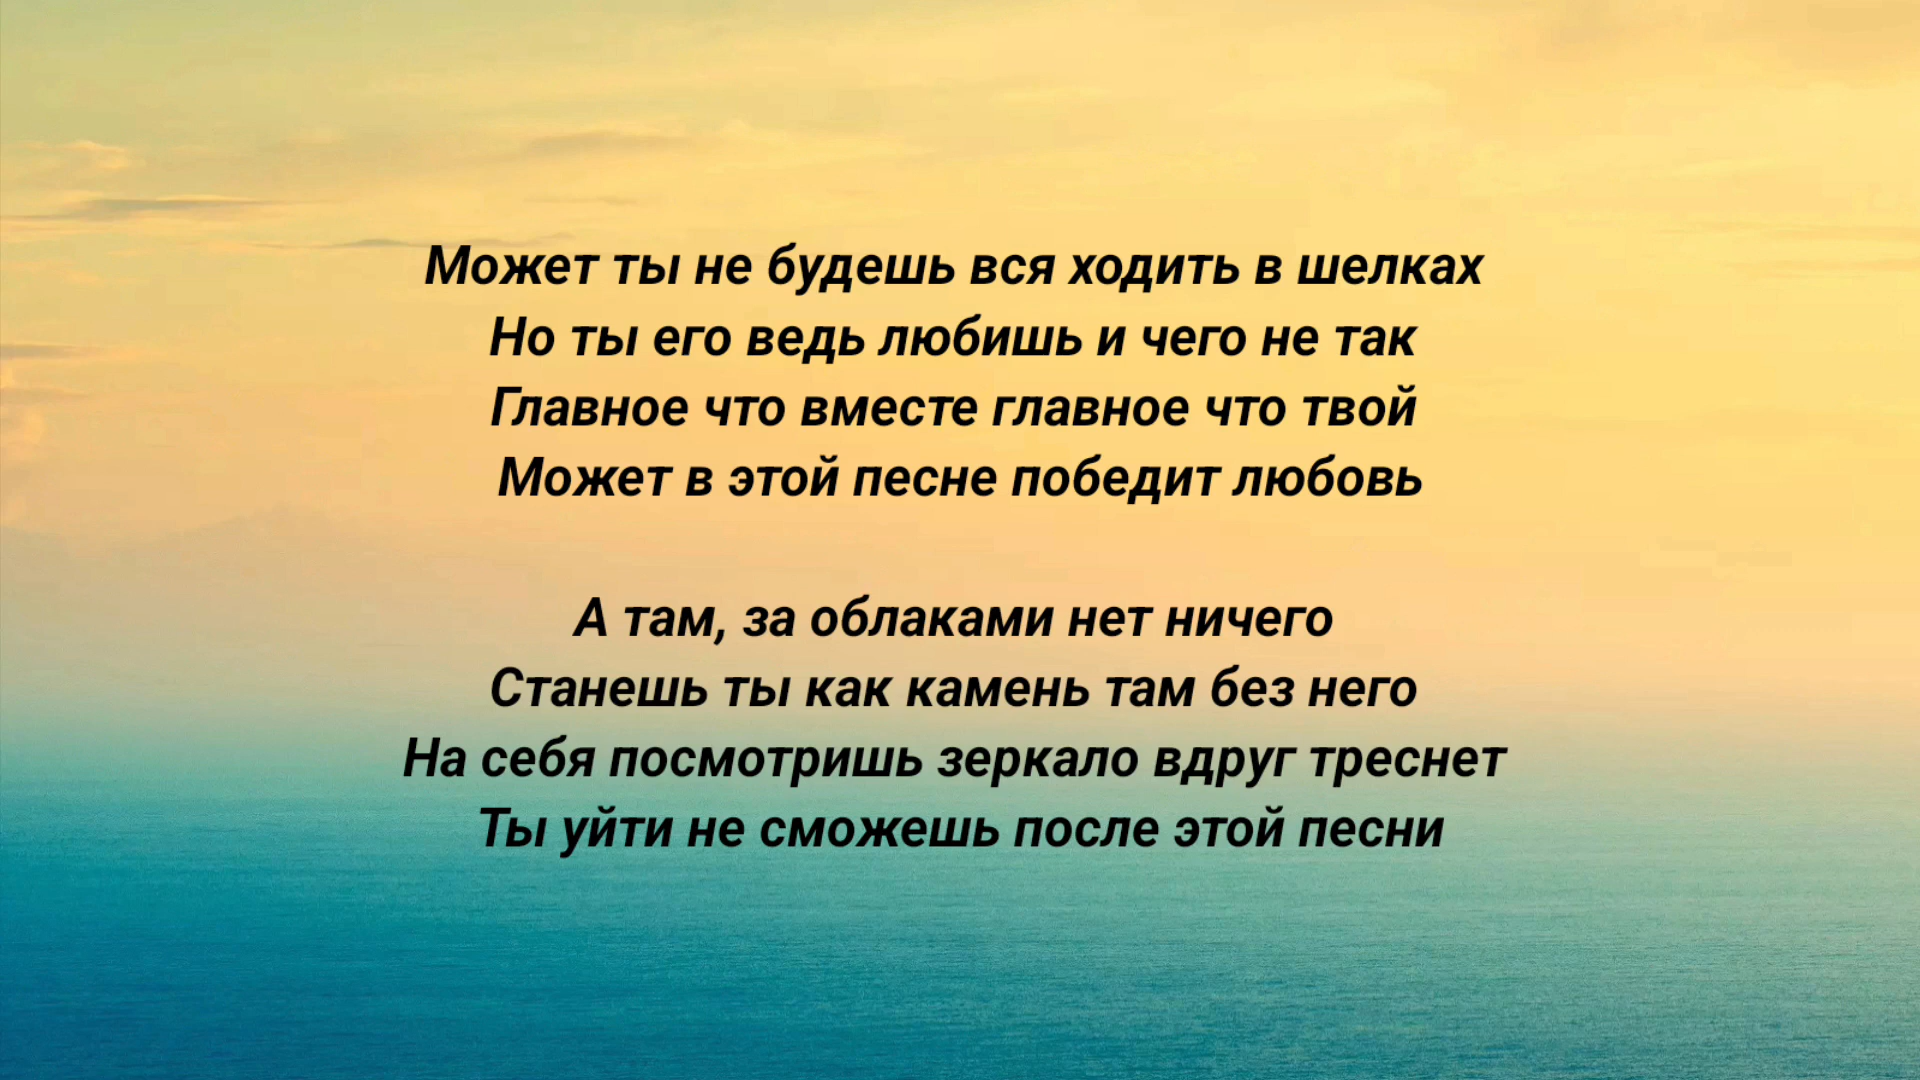 Может ты не будешь вся ходить в шелках
Но ты его ведь любишь и чего не так
Главное что вместе главное что твой
Может в этой песне победит любовь
А там, за облаками нет ничего
Станешь ты как камень там без него
На себя посмотришь зеркало вдруг треснет
Ты уйти не сможешь после этой песни